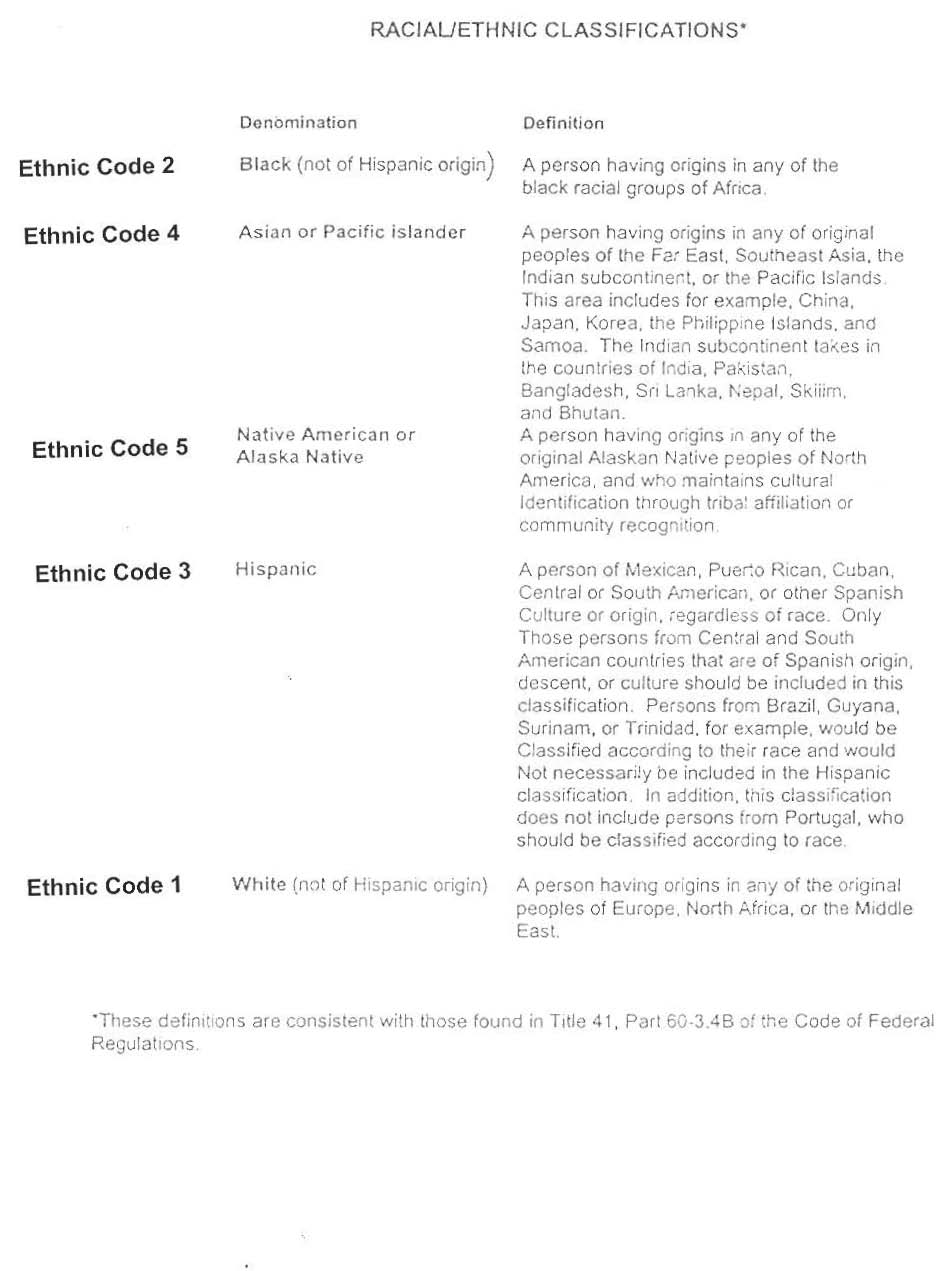 RACIAL/ETHNIC CLASSIFICATIONS*
Denomination Definition
Ethnic Code 2 Black (not of Hispanic origin) A person having origins in any of the
black racial groups of Africa.
Ethnic Code 4 Asian or Pacific islander A person having origins in any of original
peoples of the Far East, Southeast Asia, the
Indian subcontinent, or the Pacific Islands.
This area includes for example, China,
Japan, Korea, the Philippine Islands, and
Samoa. The Indian subcontinent takes in
the countries of India, Pakistan,
Bangladesh, Sri Lanka, Nepal, Skiiim,
and Bhutan.
Ethnic Code 5 Native American or A person having origins in any of the
Alaska Native original Alaskan Native peoples of North
America, and who maintains cultural
Identification through tribal affiliation or
community recognition.
Ethnic Code 3 Hispanic A person of Mexican, Puerto Rican, Cuban,
Central or South American, or other Spanish
Culture or origin, regardless of race. Only
Those persons from Central and South
American countries that are of Spanish origin,
descent, or culture should be included in this
classification. Persons from Brazil, Guyana,
Surinam, or Trinidad, for example, would be
Classified according to their race and would
Not necessarily be included in the Hispanic
classification. In addition, this classification
does not include persons from Portugal, who
should be classified according to race.
Ethnic Code 1 White (not of Hispanic origin) A person having origins in any of the original
peoples of Europe, North Africa, or the Middle
East.
*These definitions are consistent with those found in Title 41, Part 60-3.4B of the Code of Federal
Regulations.